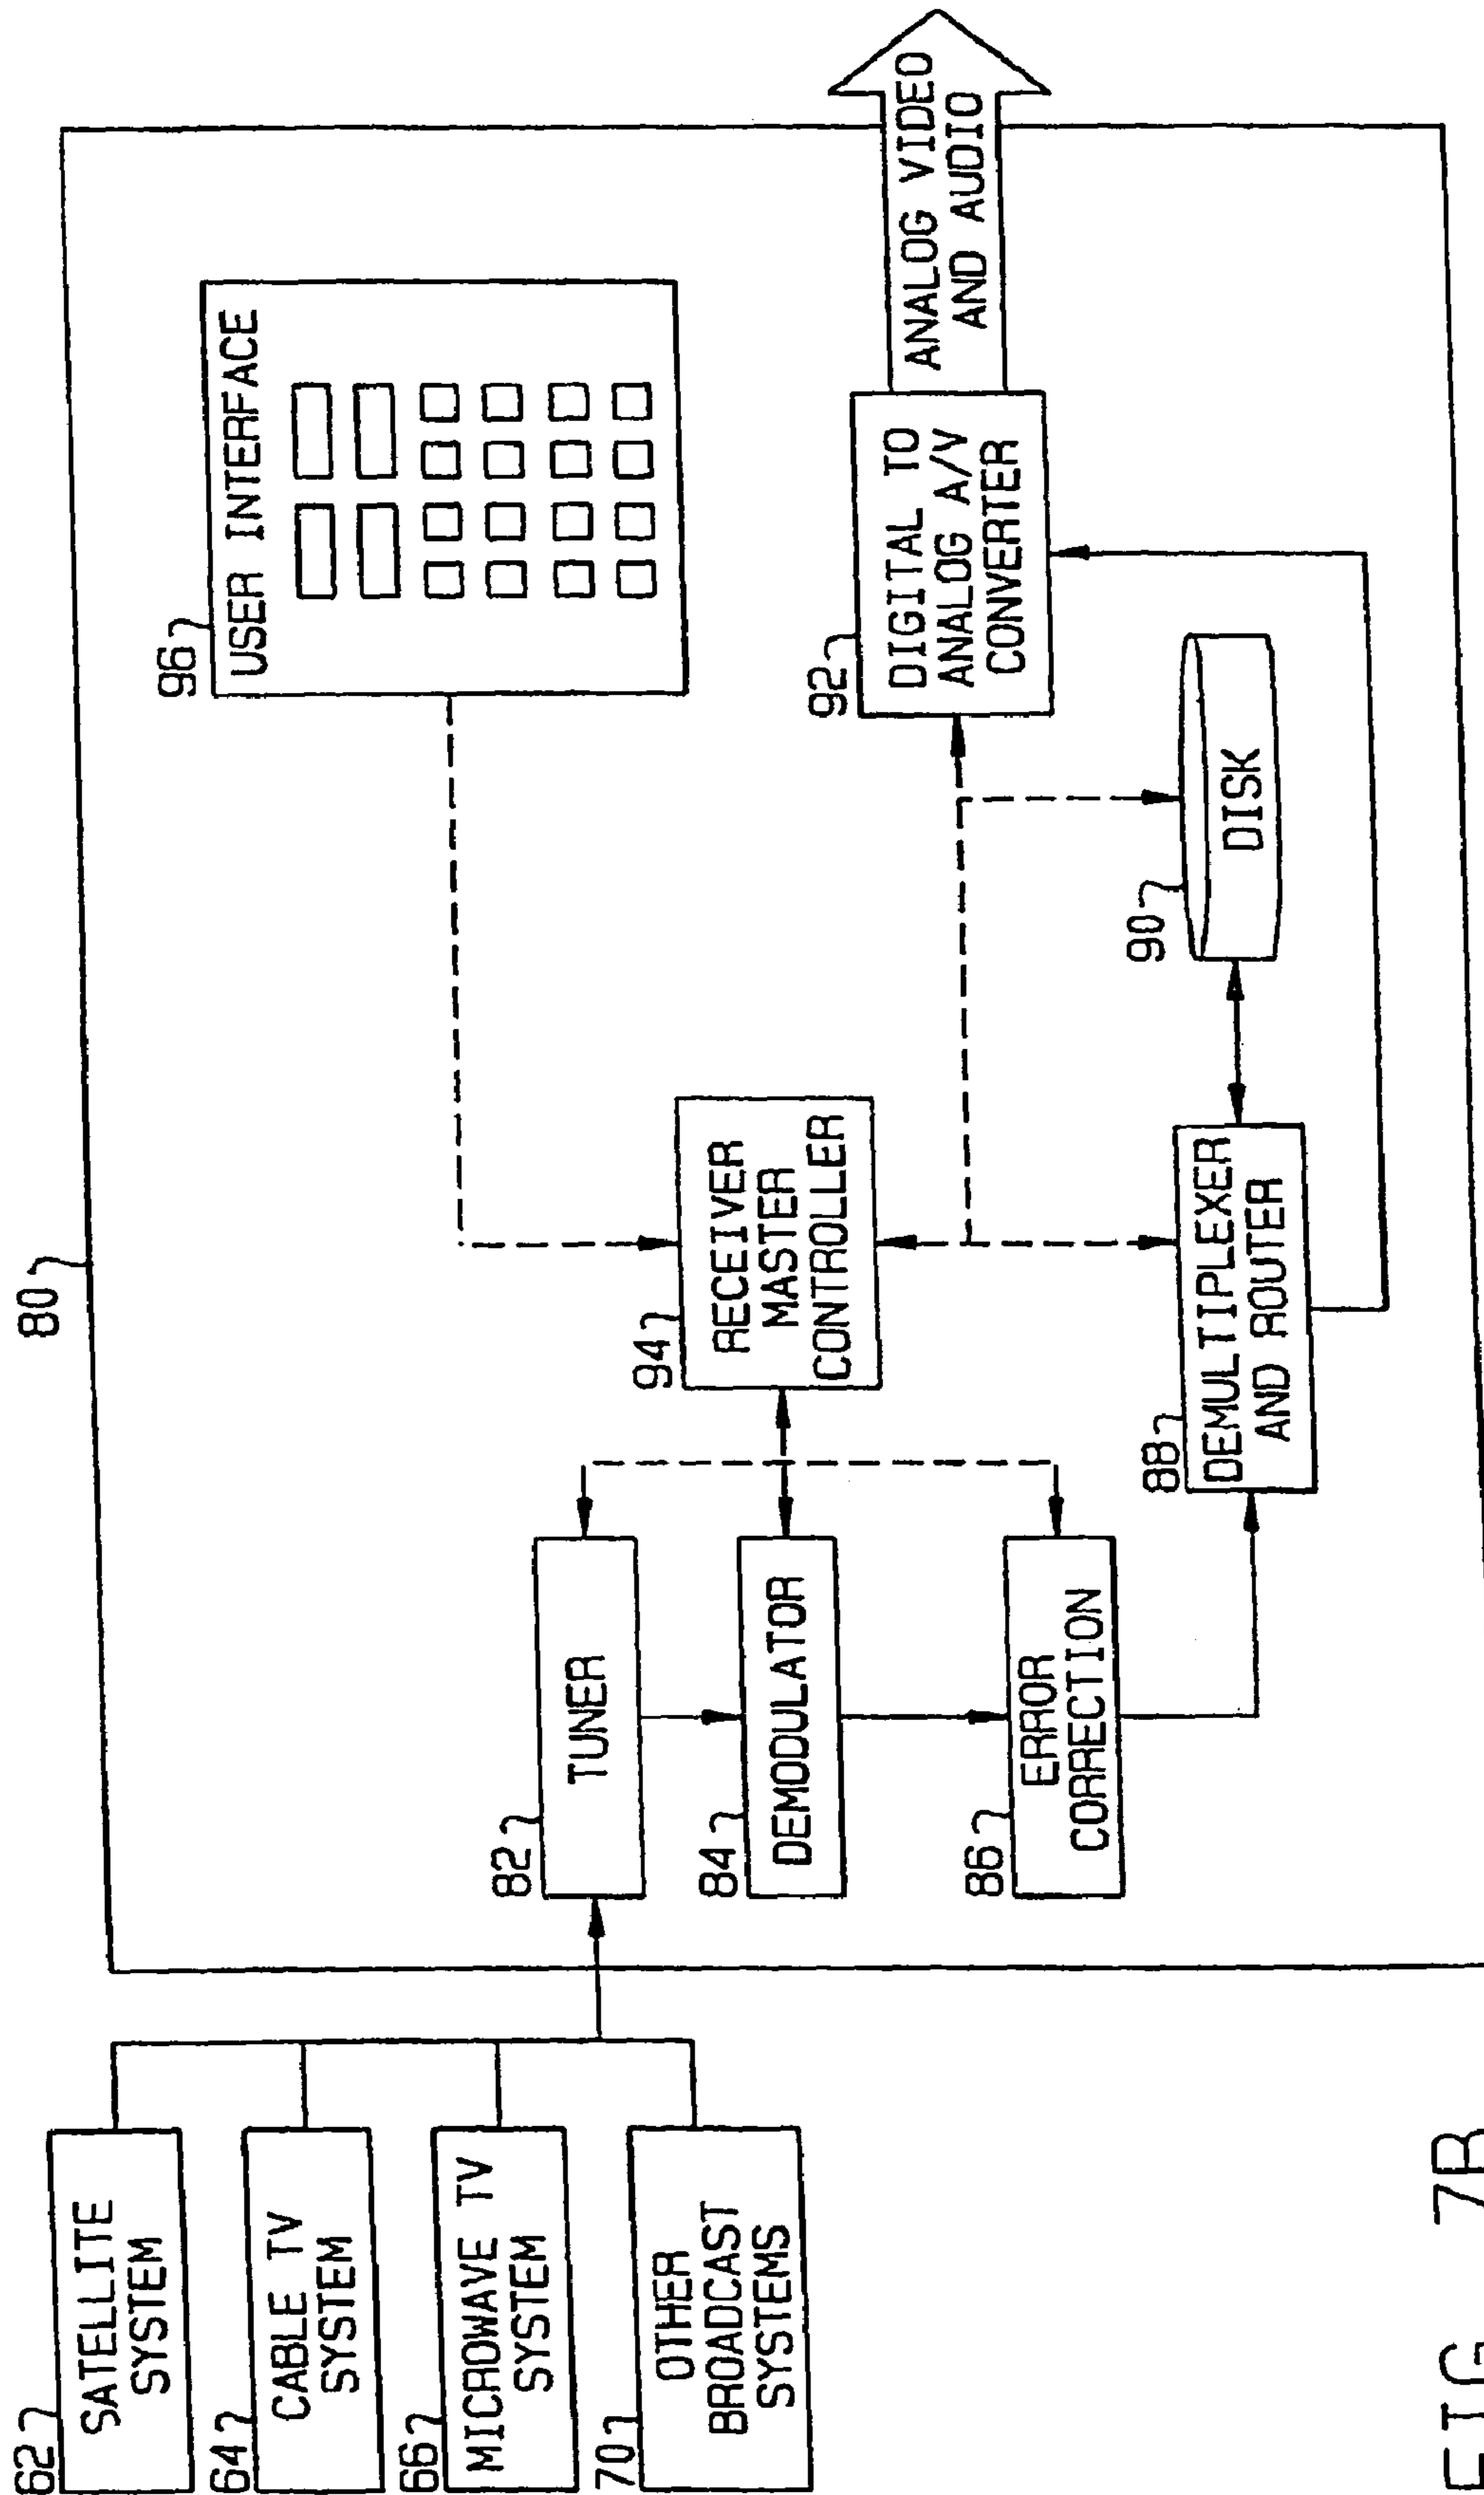 80
62
SATELLITE
SYSTEM
64
CABLE TV
SYSTEM
66
MICROWAVE TV
SYSTEM
70
OTHER
BROADCAST
SYSTEMS
82
TUNER
84
DEMODULATOR
86
ERROR
CORRECTION
94
RECEIVER
MASTER
CONTROLLER
88
DEMULTIPLEXER
AND ROUTER
90
DISK
96
USER INTERFACE
92
DIGITAL TO
ANALOG A/V
CONVERTER
ANALOG VIDEO
AND AUDIO
FIG. 7B